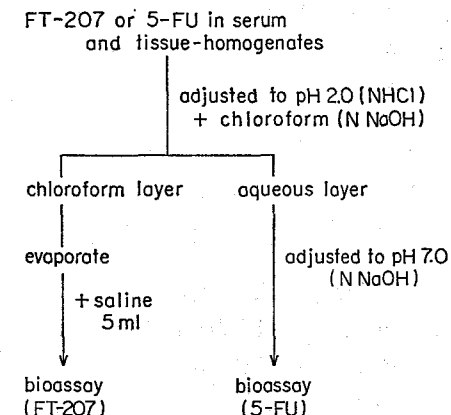 FT-207 or 5-FU in serum
and tissue-homogenates
adjusted to pH 2.0 (NHCl)
+ chloroform (N NaOH)
chloroform layer
aqueous layer
evaporate
adjusted to pH 7.0
(N NaOH)
+ saline
5 ml
bioassay
(FT-207)
bioassay
(5-FU)